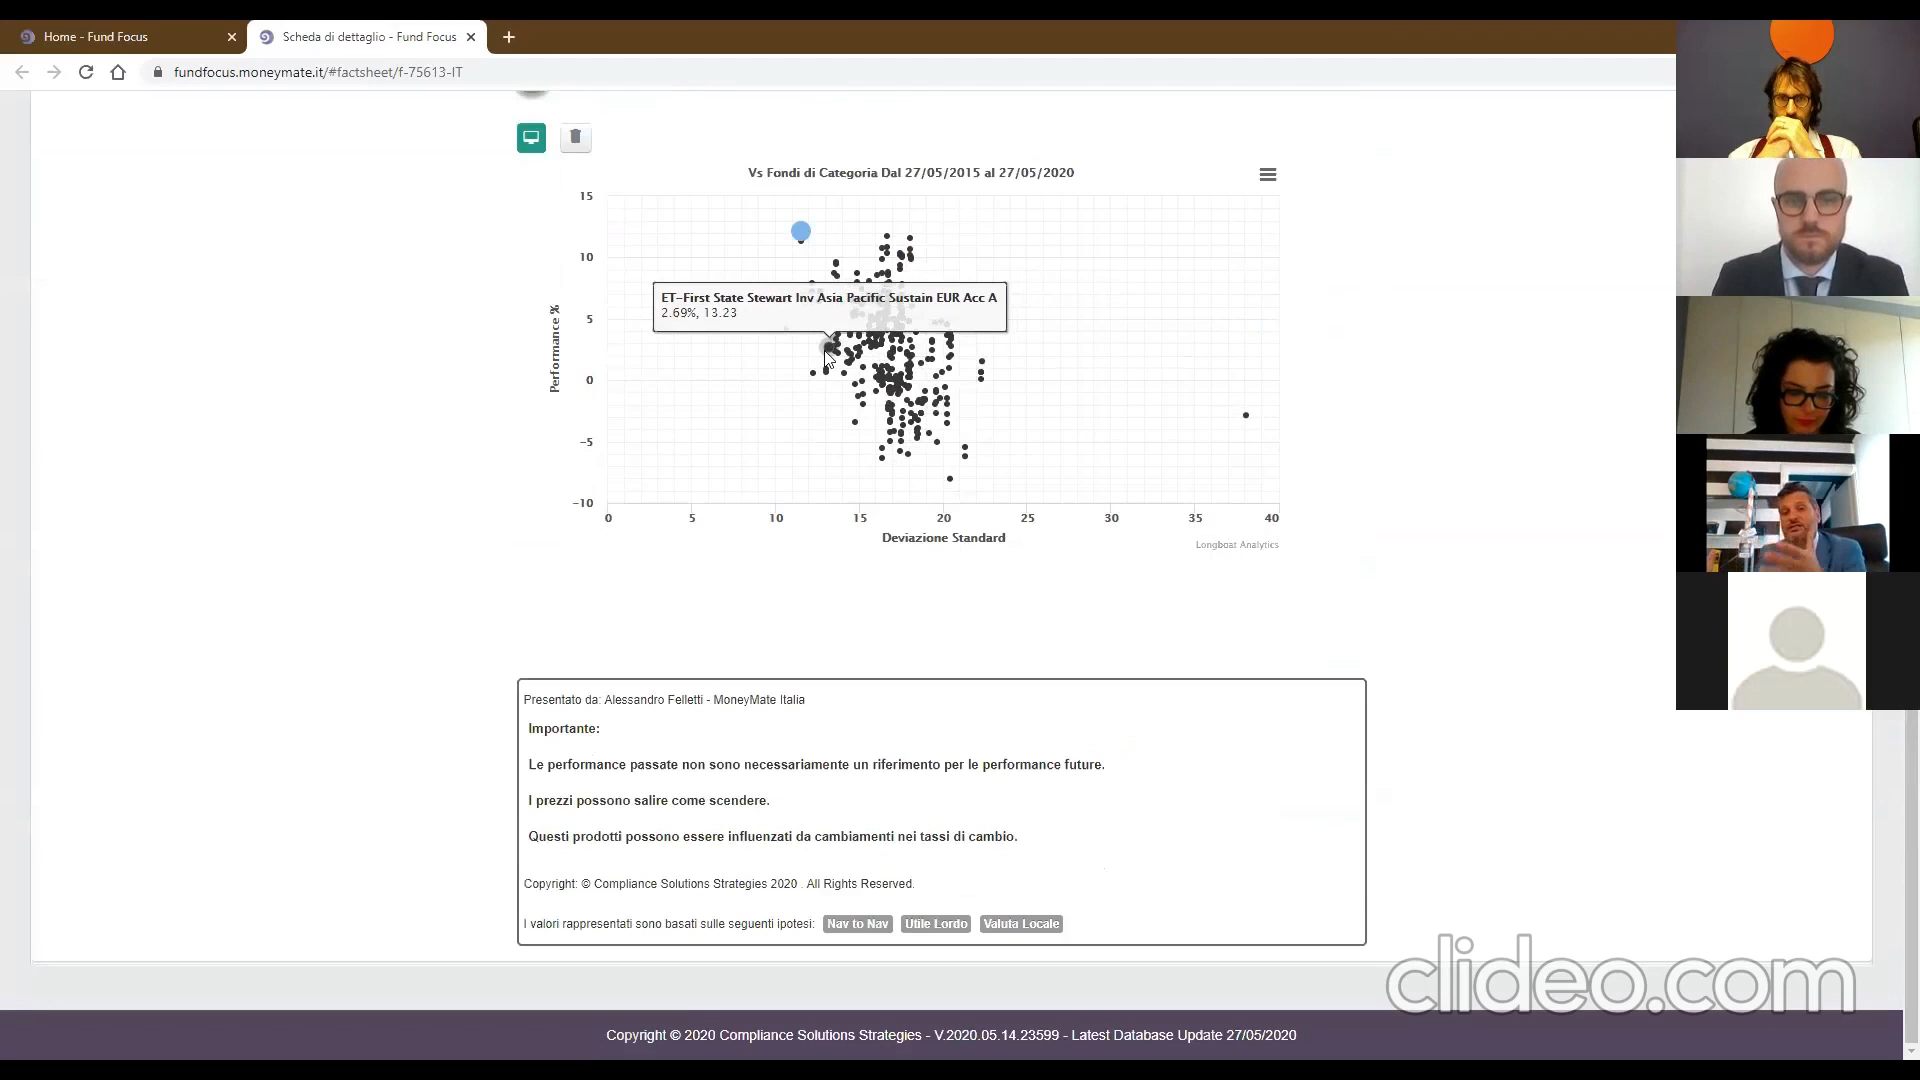 Home - Fund Focus
Scheda di dettaglio - Fund Focus
fundfocus.moneymate.it/#factsheet/f-75613-IT
Vs Fondi di Categoria Dal 27/05/2015 al 27/05/2020
15
10
5
0
-5
-10
Performance %
ET-First State Stewart Inv Asia Pacific Sustain EUR Acc A
2.69%, 13.23
0 5 10 15 20 25 30 35 40
Deviazione Standard
Longboat Analytics
Presentato da: Alessandro Felletti - MoneyMate Italia
Importante:
Le performance passate non sono necessariamente un riferimento per le performance future.
I prezzi possono salire come scendere.
Questi prodotti possono essere influenzati da cambiamenti nei tassi di cambio.
Copyright: © Compliance Solutions Strategies 2020 . All Rights Reserved.
I valori rappresentati sono basati sulle seguenti ipotesi: Nav to Nav Utile Lordo Valuta Locale
clideo.com
Copyright © 2020 Compliance Solutions Strategies - V.2020.05.14.23599 - Latest Database Update 27/05/2020